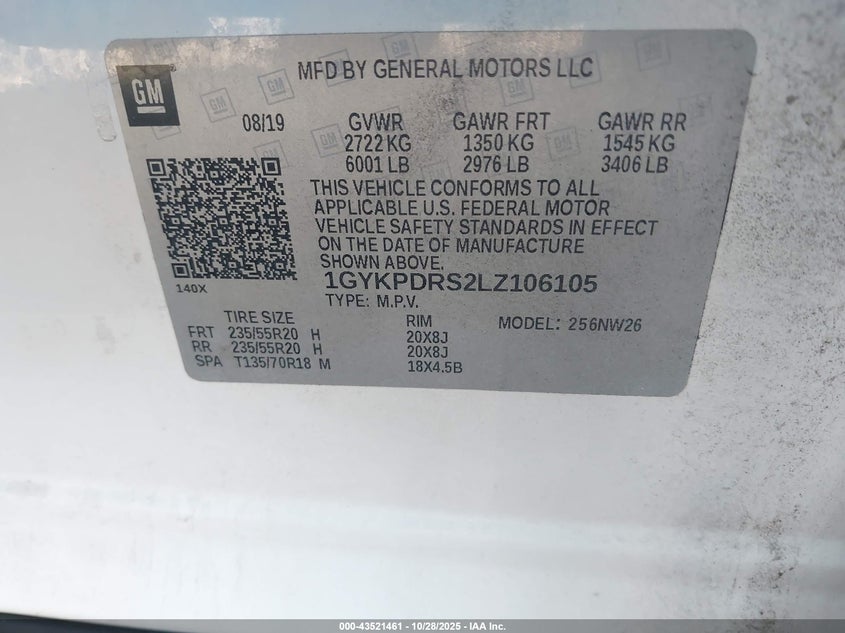 GM
MFD BY GENERAL MOTORS LLC
08/19 GVWR GAWR FRT GAWR RR
2722 KG 1350 KG 1545 KG
6001 LB 2976 LB 3406 LB
THIS VEHICLE CONFORMS TO ALL
APPLICABLE U.S. FEDERAL MOTOR
VEHICLE SAFETY STANDARDS IN EFFECT
ON THE DATE OF MANUFACTURE
SHOWN ABOVE.
140X
1GYKPDRS2LZ106105
TYPE: M.P.V.
TIRE SIZE RIM MODEL: 256NW26
FRT 235/55R20 H 20X8J
RR 235/55R20 H 20X8J
SPA T135/70R18 M 18X4.5B
000-43521461 - 10/28/2025 - IAA Inc.